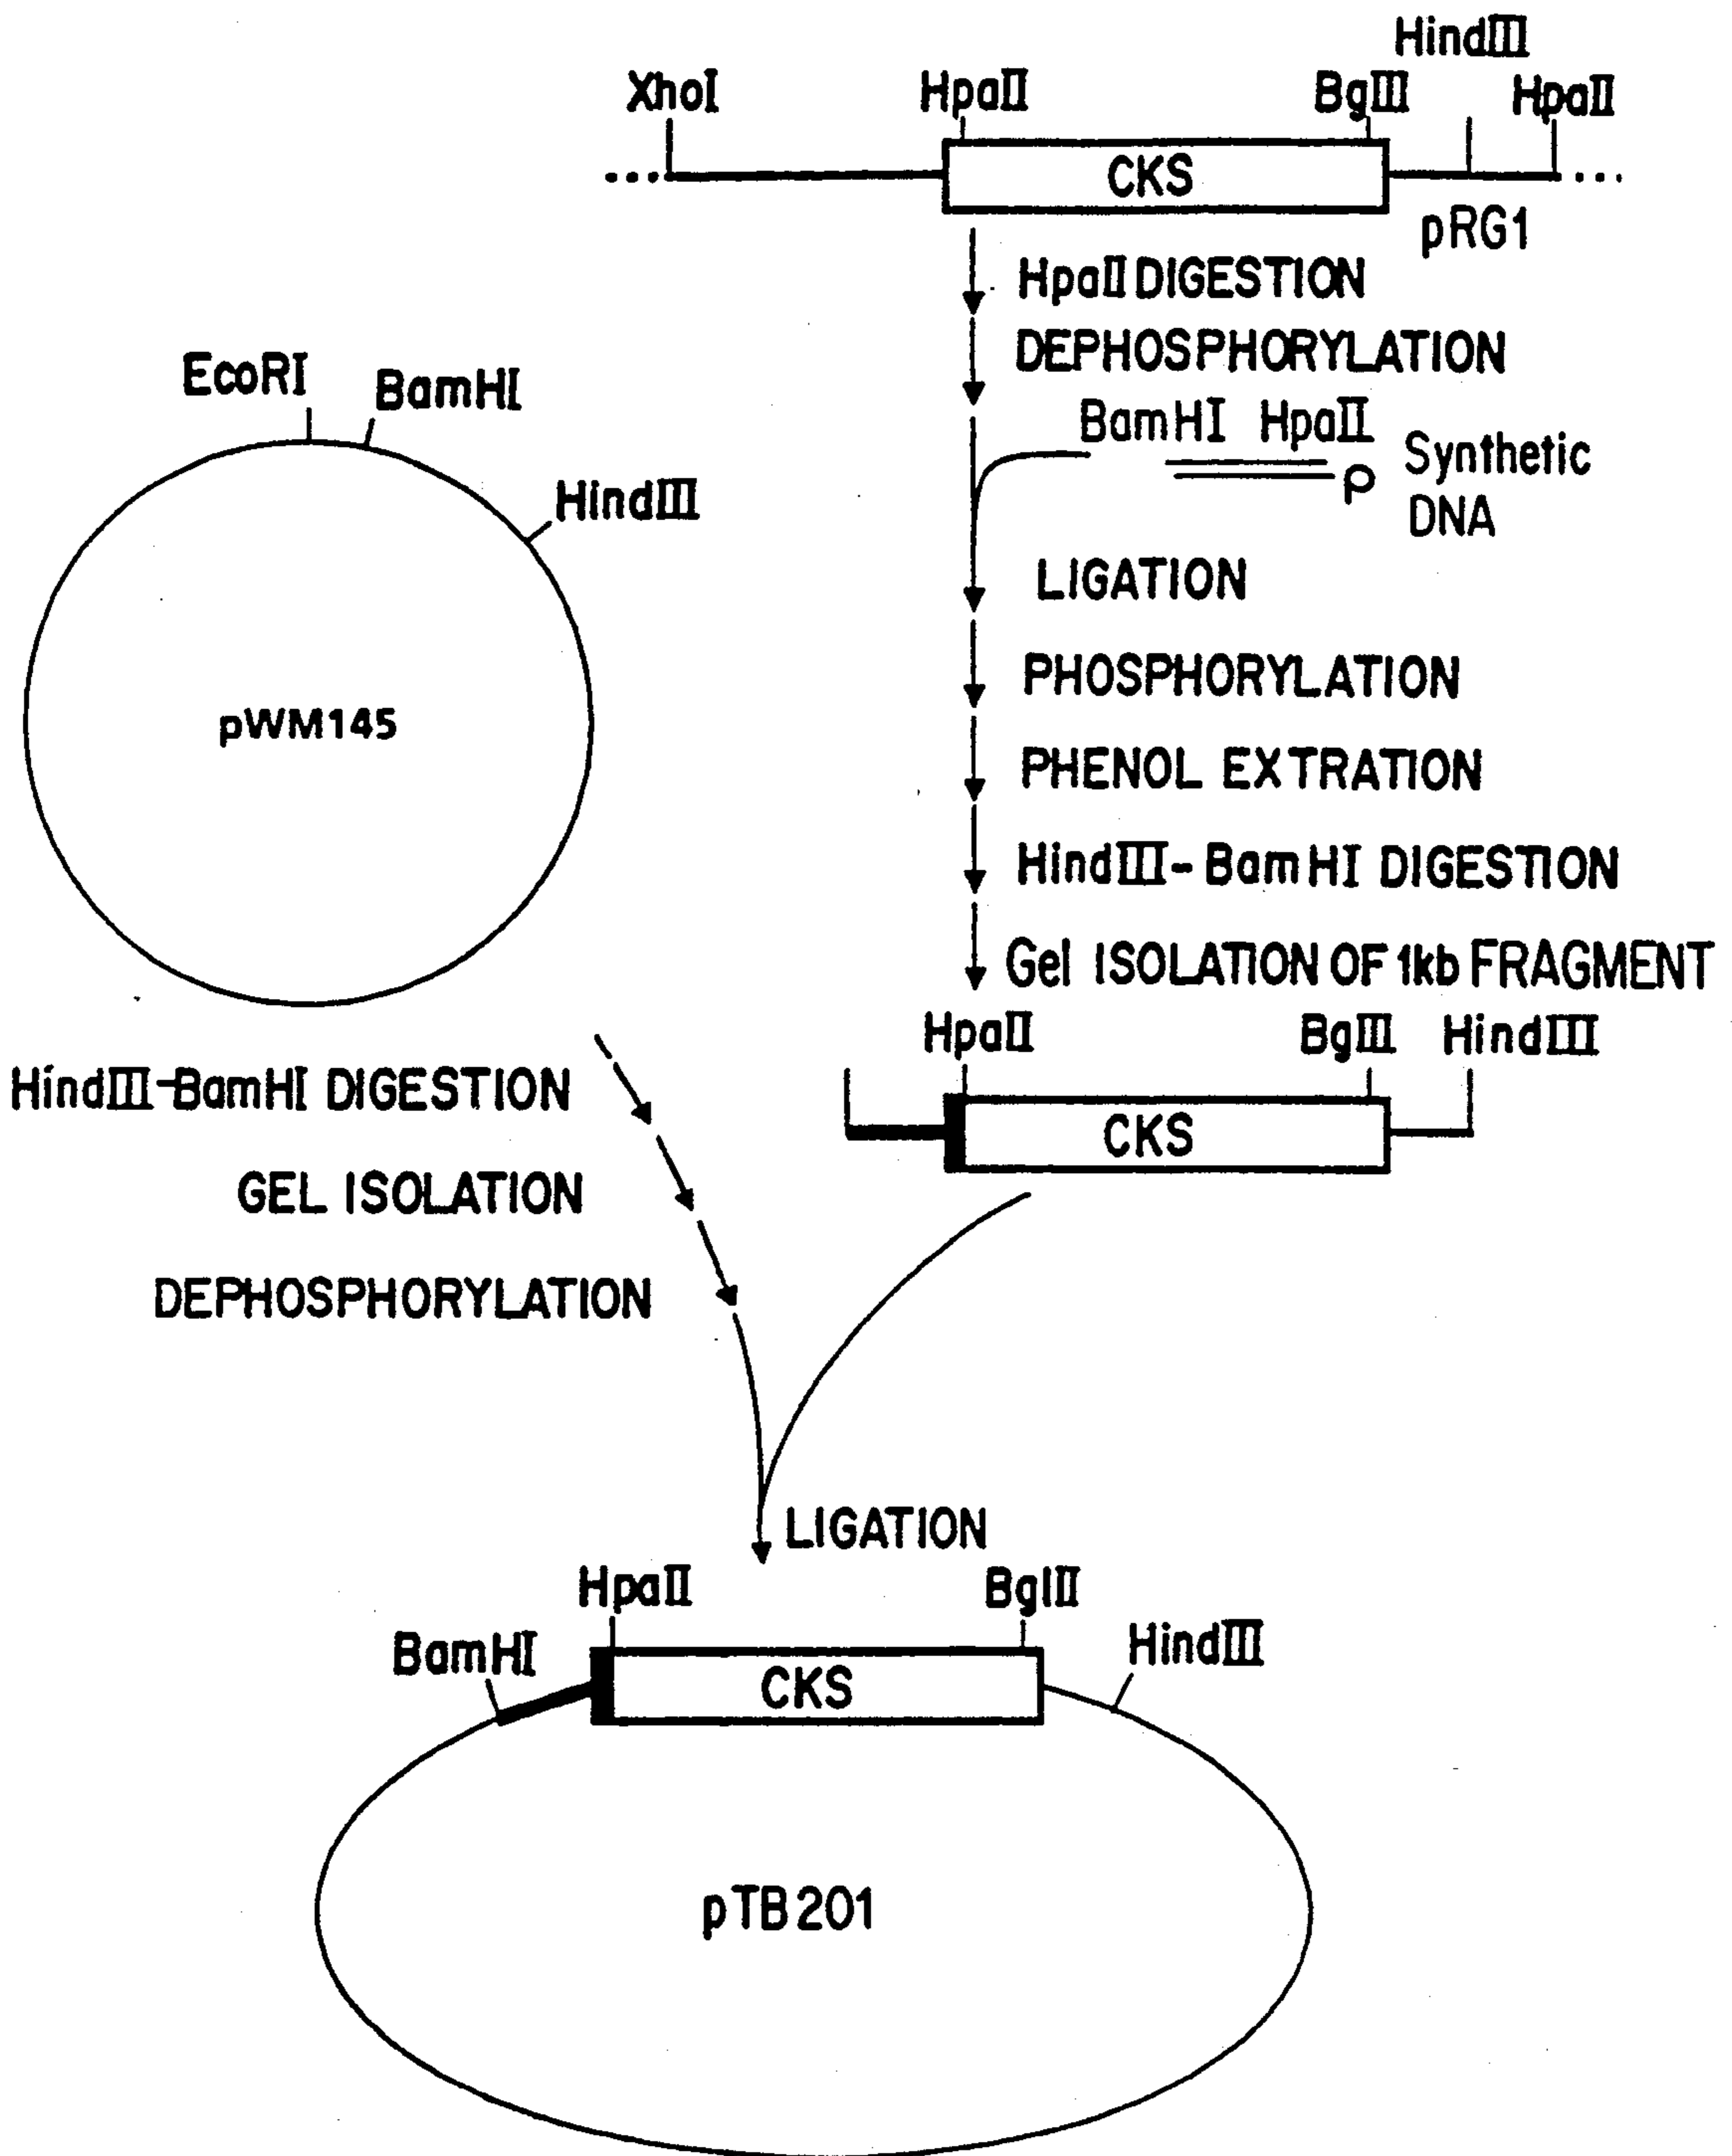 HindIII
XhoI HpaII BglII HpaII
CKS
pRG1
HpaII DIGESTION
DEPHOSPHORYLATION
BamHI HpaII
P
Synthetic
DNA
LIGATION
PHOSPHORYLATION
PHENOL EXTRATION
HindIII-BamHI DIGESTION
Gel ISOLATION OF 1kb FRAGMENT
EcoRI
BamHI
HindIII
pWM145
HpaII BglII HindIII
CKS
HindIII-BamHI DIGESTION
GEL ISOLATION
DEPHOSPHORYLATION
LIGATION
HpaII BglII
BamHI HindIII
CKS
pTB201